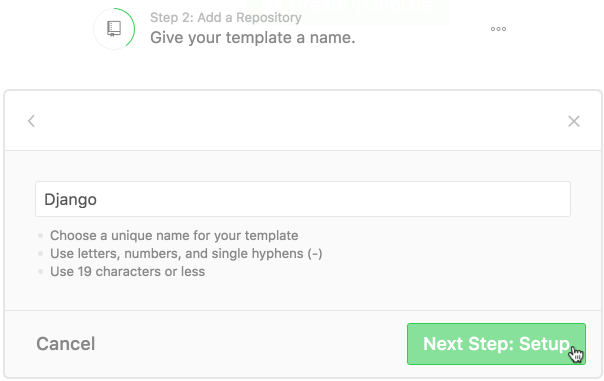 Step 2: Add a Repository
Give your template a name.
Django
Choose a unique name for your template
Use letters, numbers, and single hyphens (-)
Use 19 characters or less
Cancel
Next Step: Setup